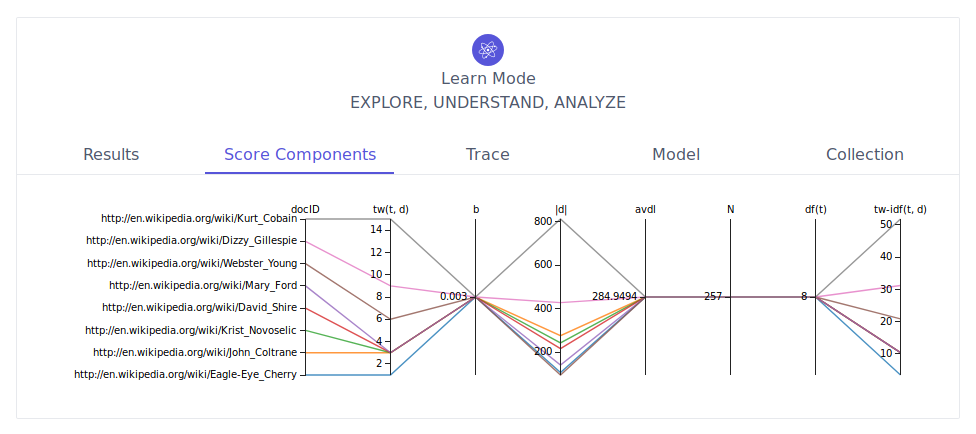 Learn Mode
EXPLORE, UNDERSTAND, ANALYZE
Results Score Components Trace Model Collection
docID tw(t, d) b |d| avdl N df(t) tw-idf(t, d)
http://en.wikipedia.org/wiki/Kurt_Cobain
http://en.wikipedia.org/wiki/Dizzy_Gillespie
http://en.wikipedia.org/wiki/Webster_Young
http://en.wikipedia.org/wiki/Mary_Ford
http://en.wikipedia.org/wiki/David_Shire
http://en.wikipedia.org/wiki/Krist_Novoselic
http://en.wikipedia.org/wiki/John_Coltrane
http://en.wikipedia.org/wiki/Eagle-Eye_Cherry
14
12
10
8
6
4
2
0.003
800
600
400
200
284.9494
257
8
50
40
30
20
10